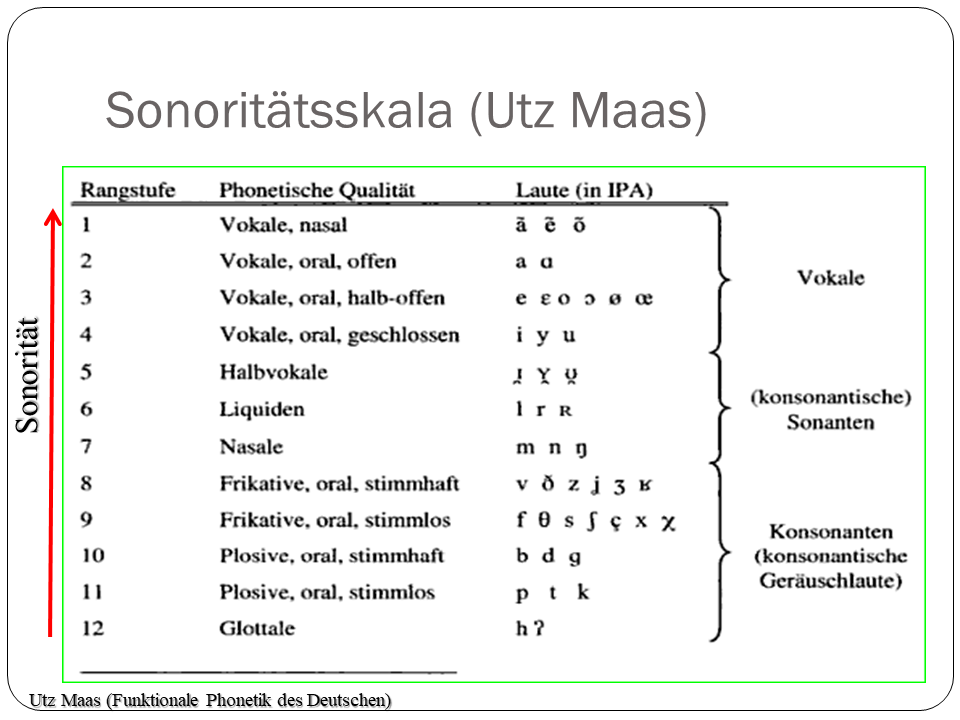 Sonoritätsskala (Utz Maas)
Rangstufe Phonetische Qualität Laute (in IPA)
1 Vokale, nasal ã ẽ õ
2 Vokale, oral, offen a ɑ
3 Vokale, oral, halb-offen e ɛ o ɔ ø œ
4 Vokale, oral, geschlossen i y u
Vokale
5 Halbvokale
6 Liquiden l r ʀ
7 Nasale m n ŋ
(konsonantische)
Sonanten
8 Frikative, oral, stimmhaft v ð z ʝ ʒ ʁ
9 Frikative, oral, stimmlos f θ s ʃ ç x χ
10 Plosive, oral, stimmhaft b d ɡ
11 Plosive, oral, stimmlos p t k
12 Glottale h ʔ
Konsonanten
(konsonantische
Geräuschlaute)
Sonorität
Utz Maas (Funktionale Phonetik des Deutschen)